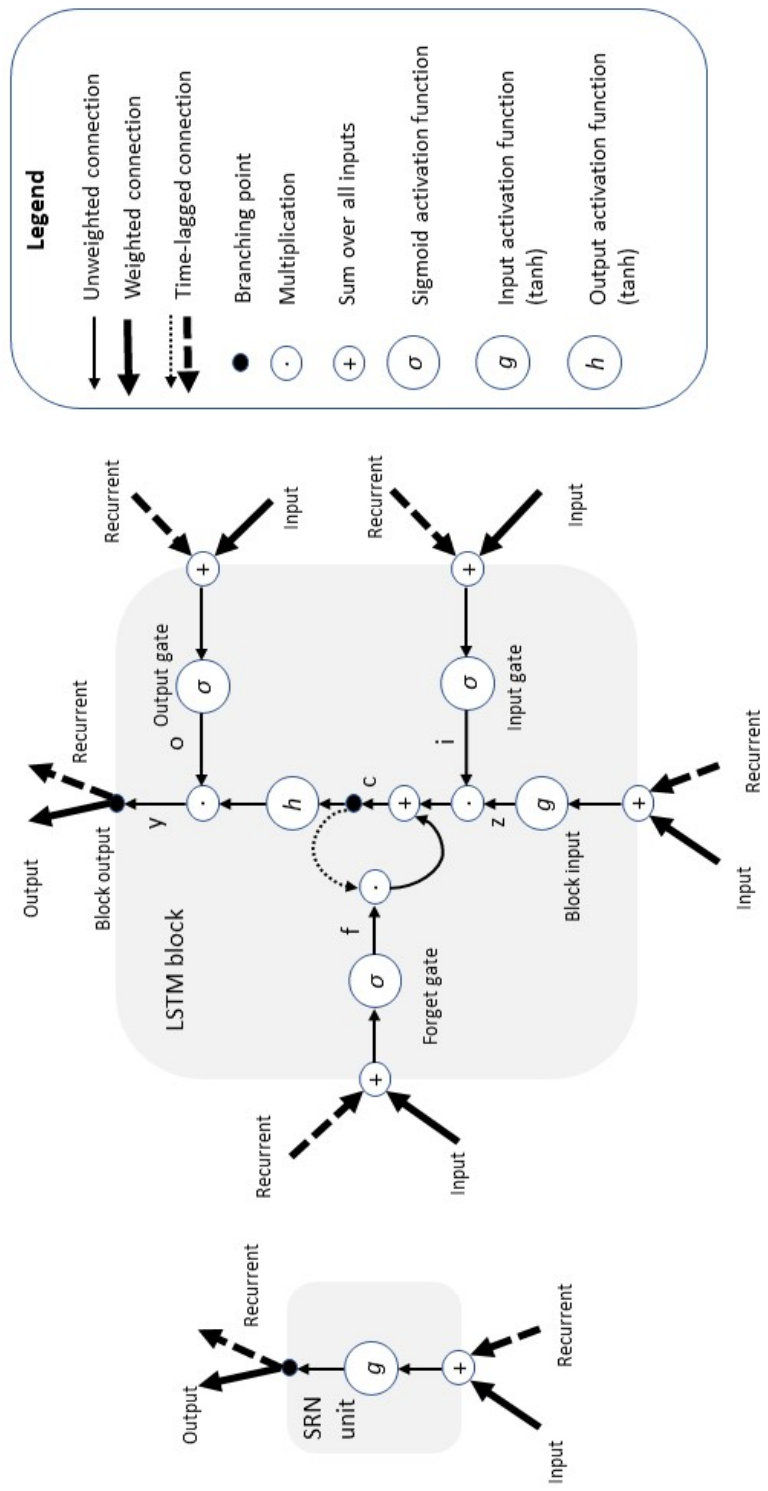 Output
Recurrent
SRN
unit
g
+
Input
Recurrent
Output
Recurrent
Block output
LSTM block
y
Output gate
o
σ
+
Recurrent
Input
·
h
c
Recurrent
+
σ
f
·
+
Forget gate
Input
i
σ
+
Recurrent
Input
Input gate
·
z
g
Block input
+
Input
Recurrent
Legend
Unweighted connection
Weighted connection
Time-lagged connection
Branching point
· Multiplication
+ Sum over all inputs
σ Sigmoid activation function
g Input activation function
(tanh)
h Output activation function
(tanh)